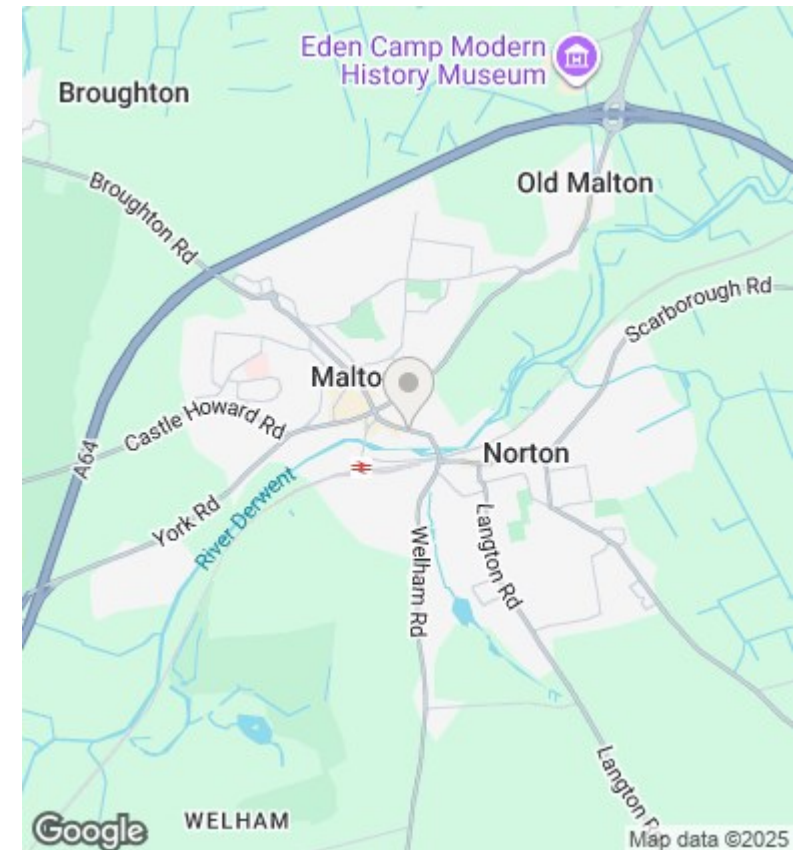 Eden Camp Modern
History Museum
Broughton
Old Malton
Broughton Rd
Scarborough Rd
Malto
Castle Howard Rd
A64
Norton
York Rd
River Derwent
Langton Rd
Welham Rd
Langton R
WELHAM
Google
Map data ©2025